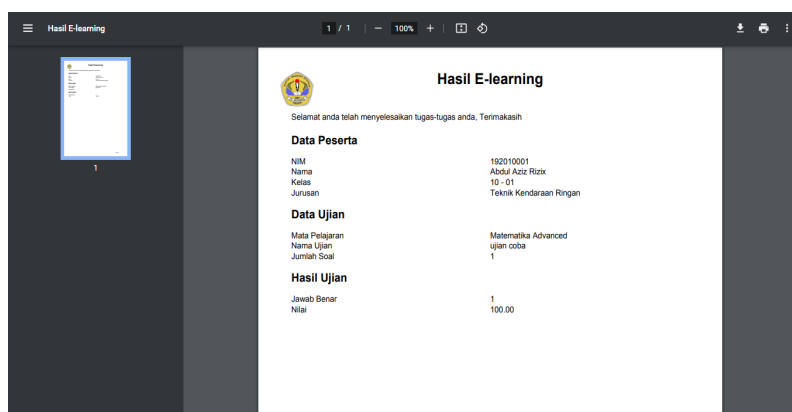 Hasil E-learning
1 / 1 | − 100% + |
1
Hasil E-learning
Selamat anda telah menyelesaikan tugas-tugas anda, Terimakasih
Data Peserta
NIM 192010001
Nama Abdul Aziz Rizix
Kelas 10 - 01
Jurusan Teknik Kendaraan Ringan
Data Ujian
Mata Pelajaran Matematika Advanced
Nama Ujian ujian coba
Jumlah Soal 1
Hasil Ujian
Jawab Benar 1
Nilai 100.00